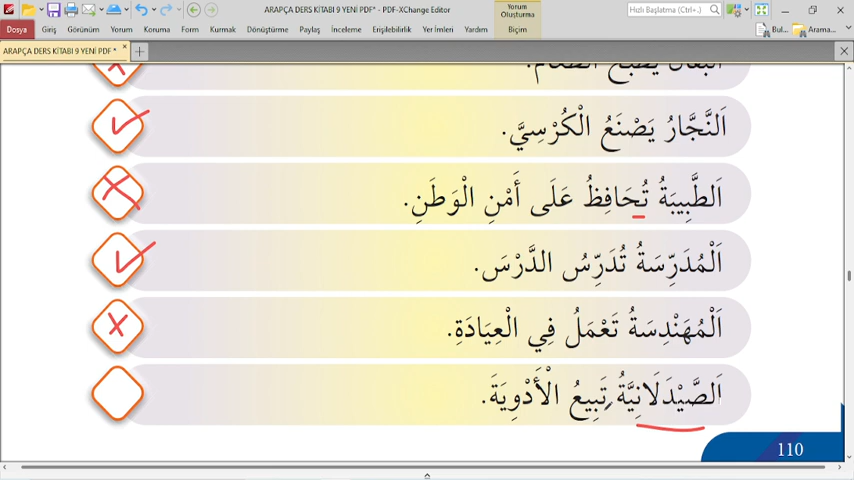 ARAPÇA DERS KİTABI 9 YENİ PDF* - PDF-XChange Editor
Yorum Oluşturma
Hızlı Başlatma (Ctrl+.)
Dosya Giriş Görünüm Yorum Koruma Form Kurmak Dönüştürme Paylaş İnceleme Erişilebilirlik Yer İmleri Yardım Biçim Bul... Arama...
ARAPÇA DERS KİTABI 9 YENİ PDF *
اَلنَّجَّارُ يَصْنَعُ الْكُرْسِيَّ.
اَلطَّبِيبَةُ تُحَافِظُ عَلَى أَمْنِ الْوَطَنِ.
اَلْمُدَرِّسَةُ تُدَرِّسُ الدَّرْسَ.
اَلْمُهَنْدِسَةُ تَعْمَلُ فِي الْعِيَادَةِ.
اَلصَّيْدَلَانِيَّةُ تَبِيعُ الْأَدْوِيَةَ.
110